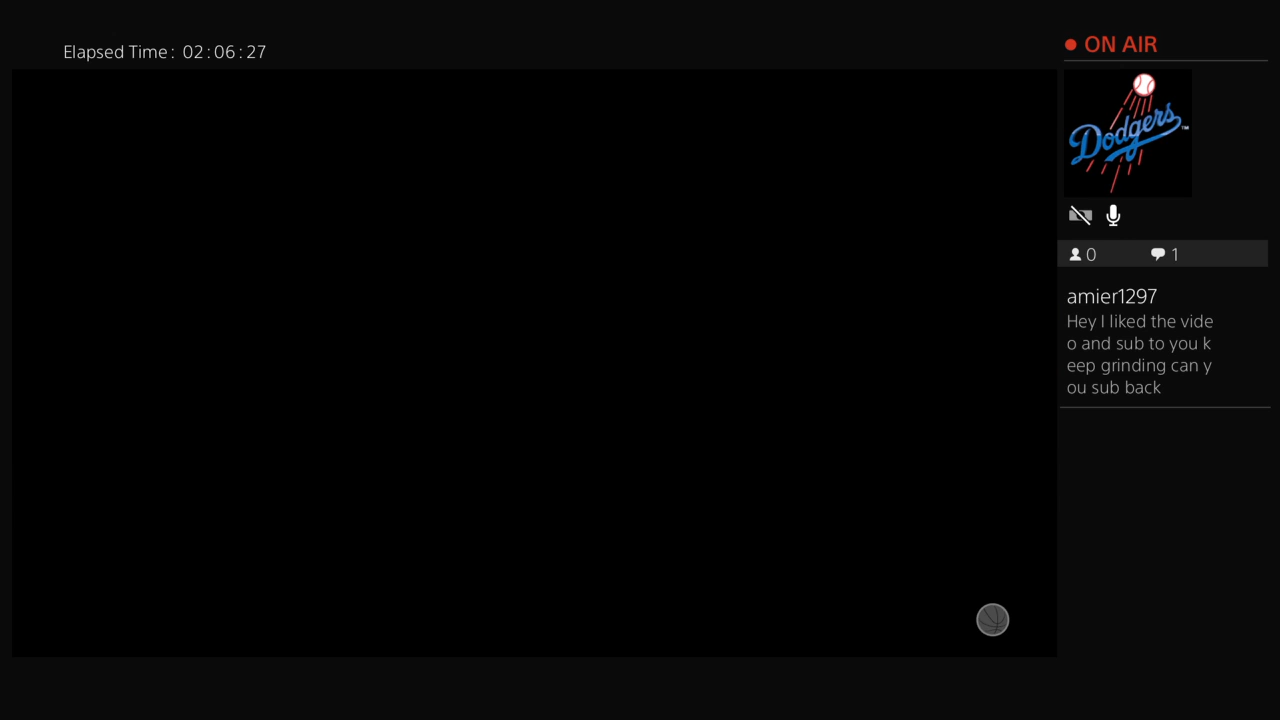 Elapsed Time: 02:06:27
ON AIR
Dodgers™
0 1
amier1297
Hey I liked the vide
o and sub to you k
eep grinding can y
ou sub back